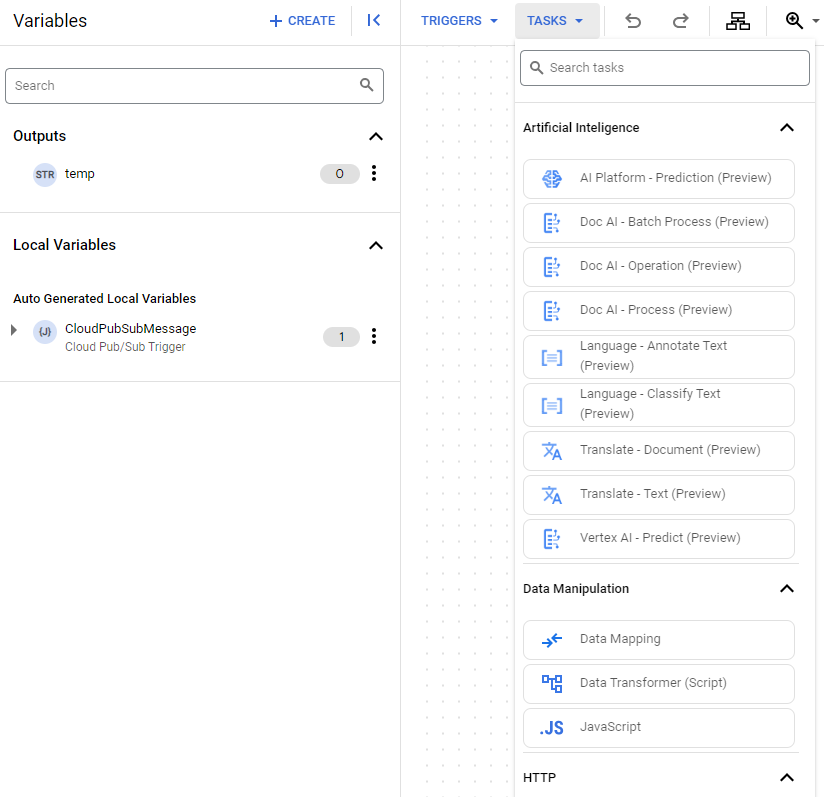 Variables
CREATE
Search
Outputs
STR
temp
0
Local Variables
Auto Generated Local Variables
{J}
CloudPubSubMessage
1
Cloud Pub/Sub Trigger
TRIGGERS
TASKS
Search tasks
Artificial Inteligence
AI Platform - Prediction (Preview)
Doc AI - Batch Process (Preview)
Doc AI - Operation (Preview)
Doc AI - Process (Preview)
Language - Annotate Text
(Preview)
Language - Classify Text
(Preview)
Translate - Document (Preview)
Translate - Text (Preview)
Vertex AI - Predict (Preview)
Data Manipulation
Data Mapping
Data Transformer (Script)
.JS
JavaScript
HTTP